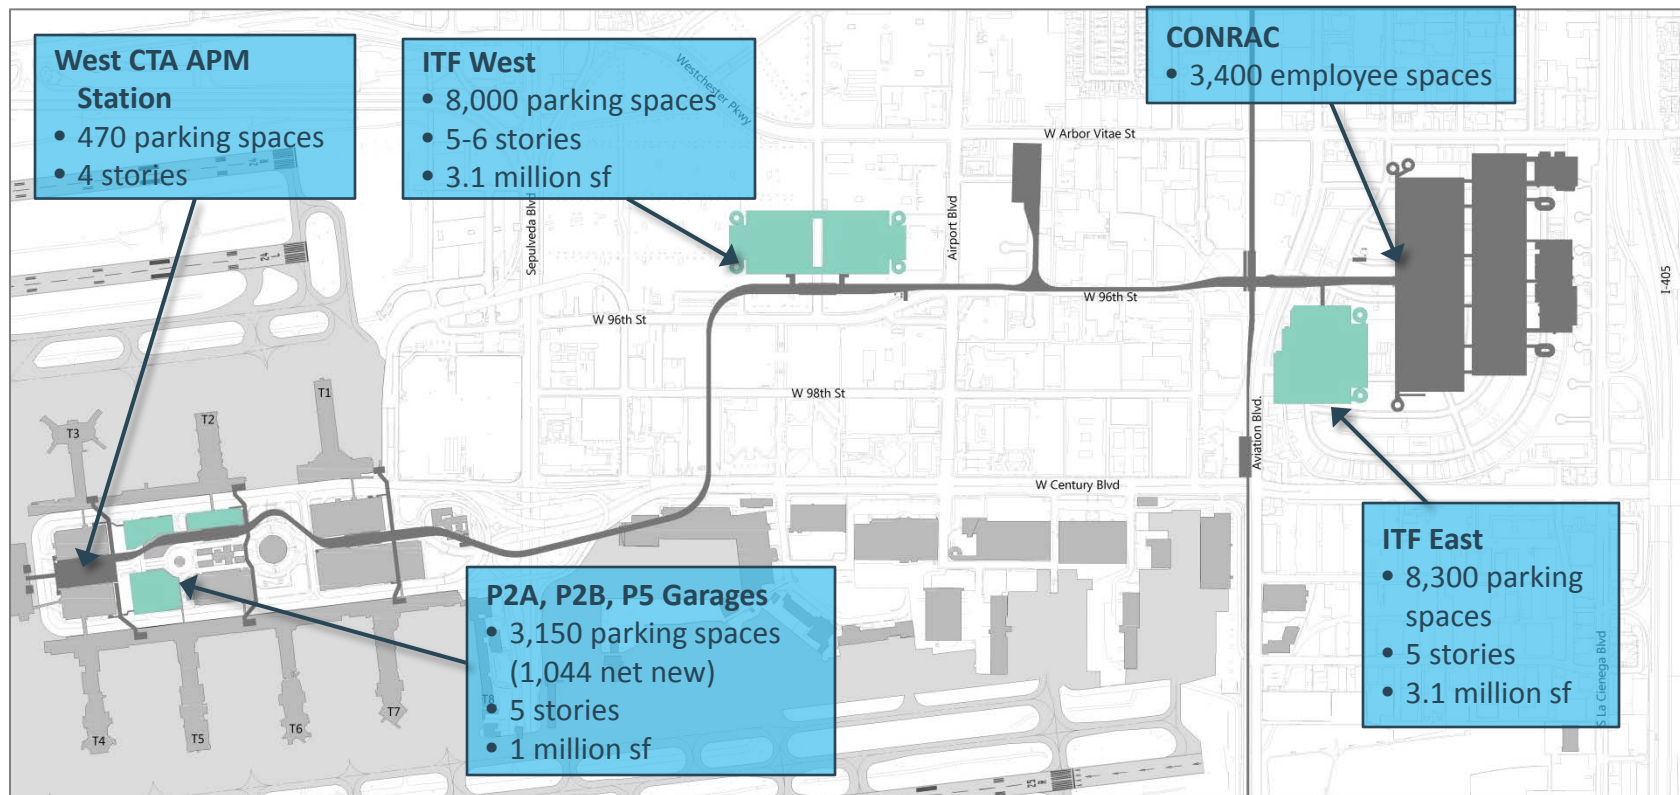 West CTA APM
Station
• 470 parking spaces
• 4 stories
ITF West
• 8,000 parking spaces
• 5-6 stories
• 3.1 million sf
CONRAC
• 3,400 employee spaces
P2A, P2B, P5 Garages
• 3,150 parking spaces
(1,044 net new)
• 5 stories
• 1 million sf
ITF East
• 8,300 parking
spaces
• 5 stories
• 3.1 million sf
Westchester Pkwy
W Arbor Vitae St
Sepulveda Blvd
Airport Blvd
W 96th St
W 96th St
W 98th St
Aviation Blvd.
W Century Blvd
I-405
S La Cienega Blvd
T1
T2
T3
T4
T5
T6
T7
T8
24
L
25